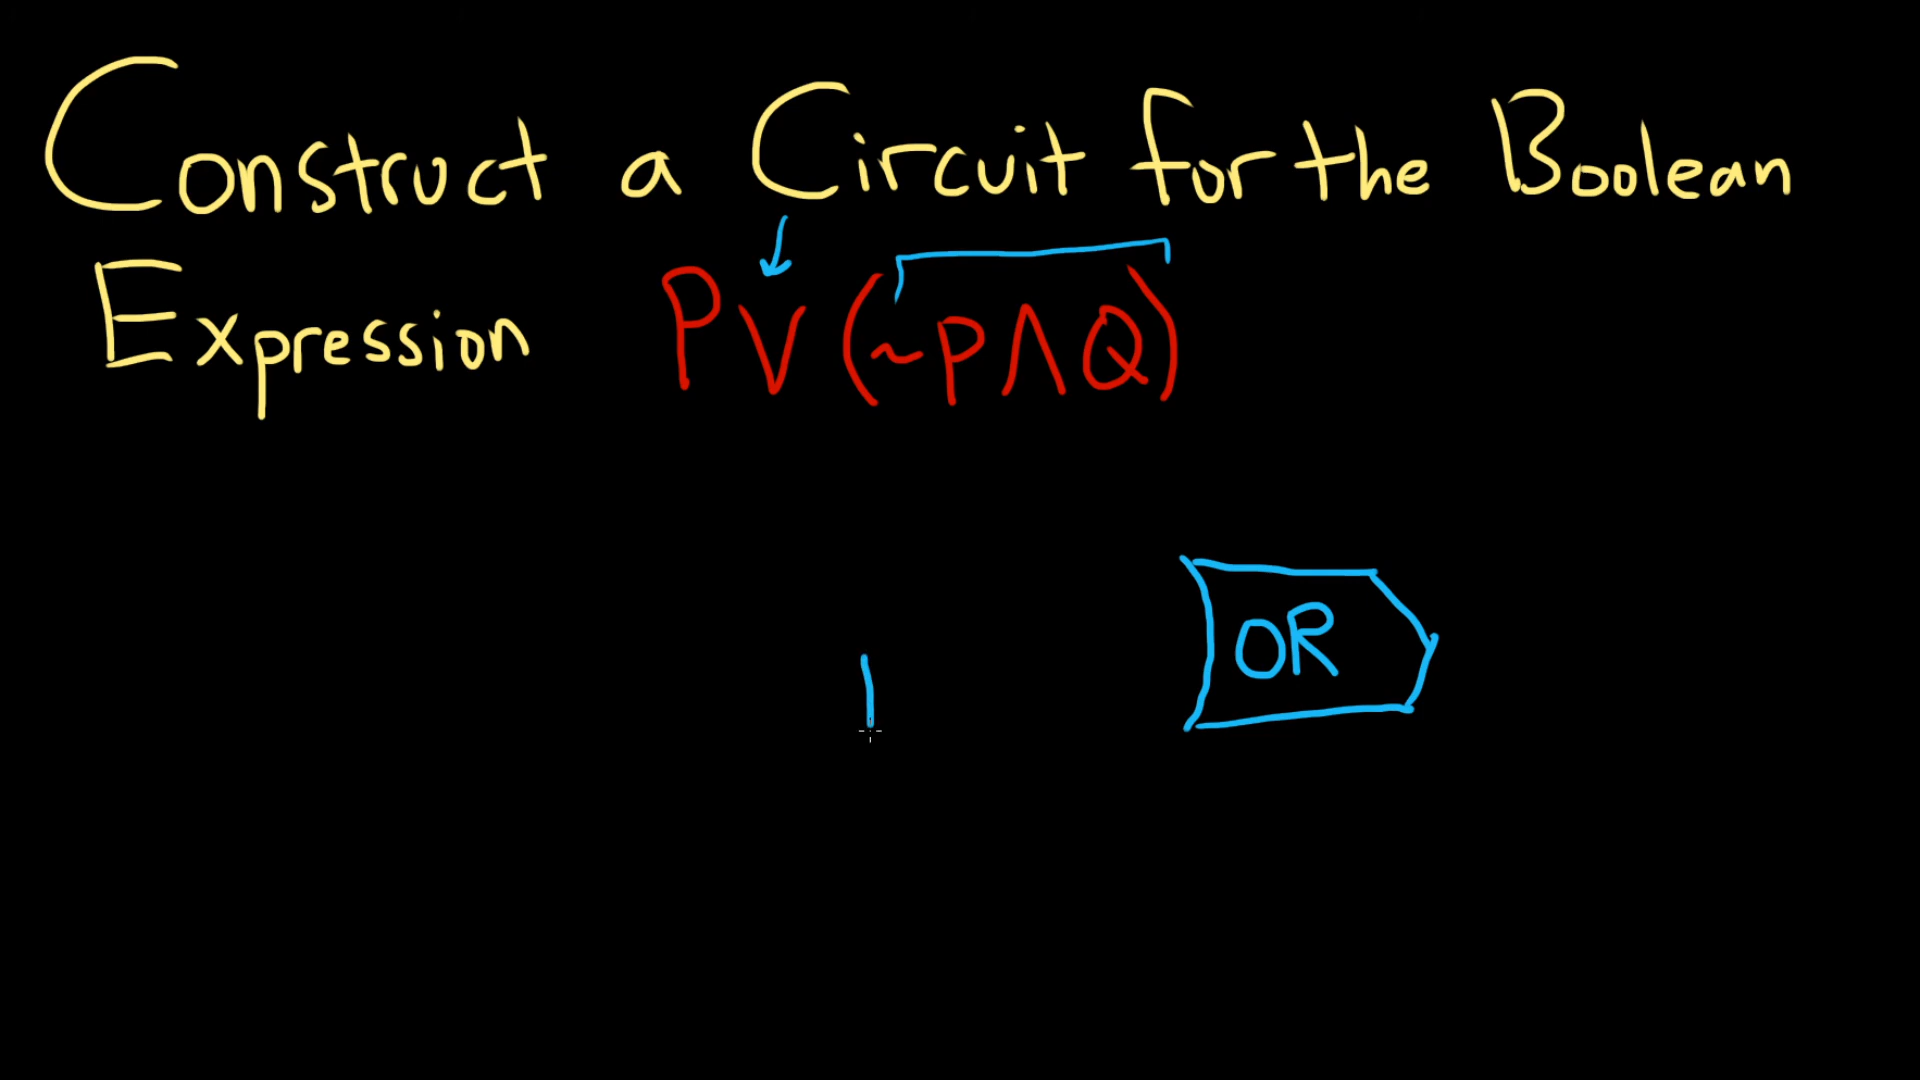 Construct a Circuit for the Boolean
Expression P∨(~P∧Q)
OR